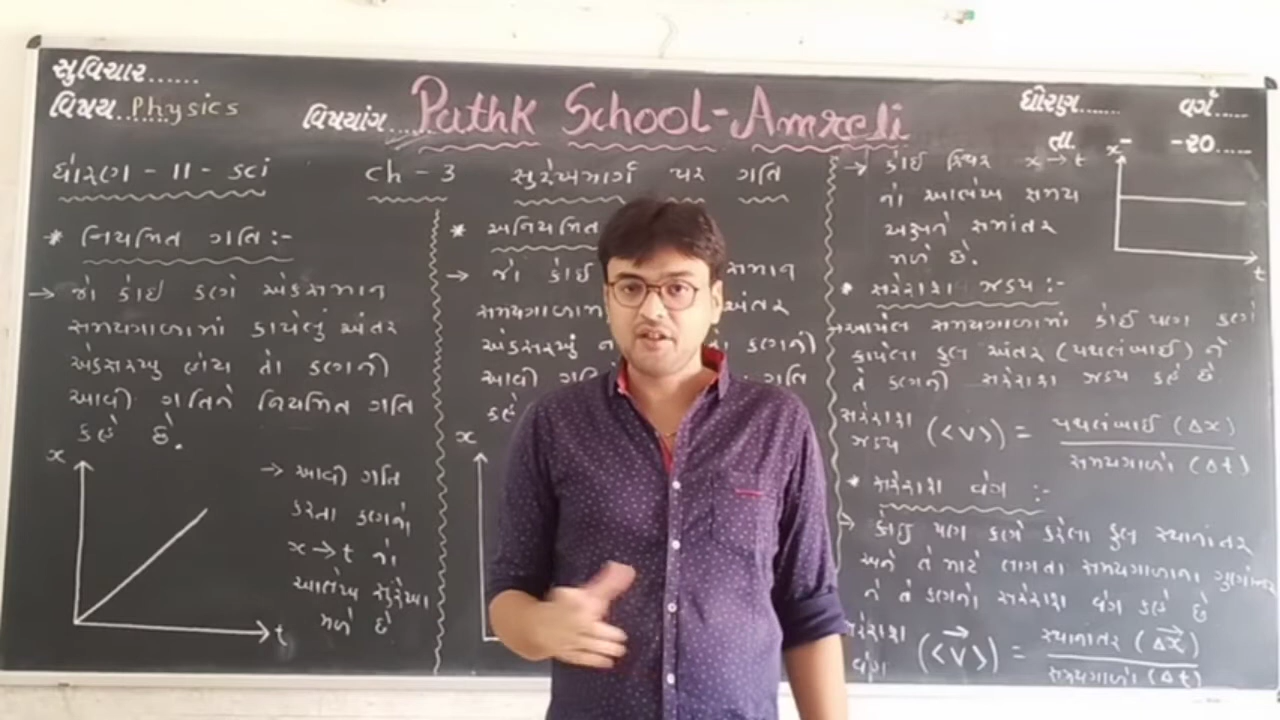 સુવિચાર......
વિષય......Physics
વિષયાંગ.....Pathk School-Amreli
ધોરણ...... વર્ગ.....
તા. - -૨૦.....
ધોરણ - 11 - sci
ch - 3 સુરેખમાર્ગ પર ગતિ
* નિયમિત ગતિ:-
→ જો કોઈ કણે એકસમાન
સમયગાળામાં કાપેલું અંતર
એકસરખુ હોય તો કણની
આવી ગતિને નિયમિત ગતિ
કહે છે.
x
t
→ આવી ગતિ
કરતા કણનો
x→t નો
આલેખ સુરેખ
મળે છે
* અનિયમિત
→ જો કોઈ સમાન
સમયગાળામ અંતર
એકસરખું ન તો કણની
આવી ગતિ ગતિ
કહે
x
→ કોઈ સ્થિર x→t
નો આલેખ સમય
અક્ષને સમાંતર
મળે છે.
x
t
* સરેરાશ ઝડપ :-
→ આપેલ સમયગાળામાં કોઈ પણ કણે
કાપેલા કુલ અંતર (પથલંબાઈ) ને
તે કણની સરેરાશ ઝડપ કહે છે
સરેરાશ
ઝડપ (<v>) = પથલંબાઈ (Δx)
સમયગાળો (Δt)
* સરેરાશ વેગ :-
→ કોઈ પણ કણે કરેલા કુલ સ્થાનાંતર
અને તે માટે લાગતા સમયગાળાના ગુણોત્તર
ને તે કણનો સરેરાશ વેગ કહે છે
સરેરાશ
વેગ (<v⃗>) = સ્થાનાંતર (Δx⃗)
સમયગાળો (Δt)